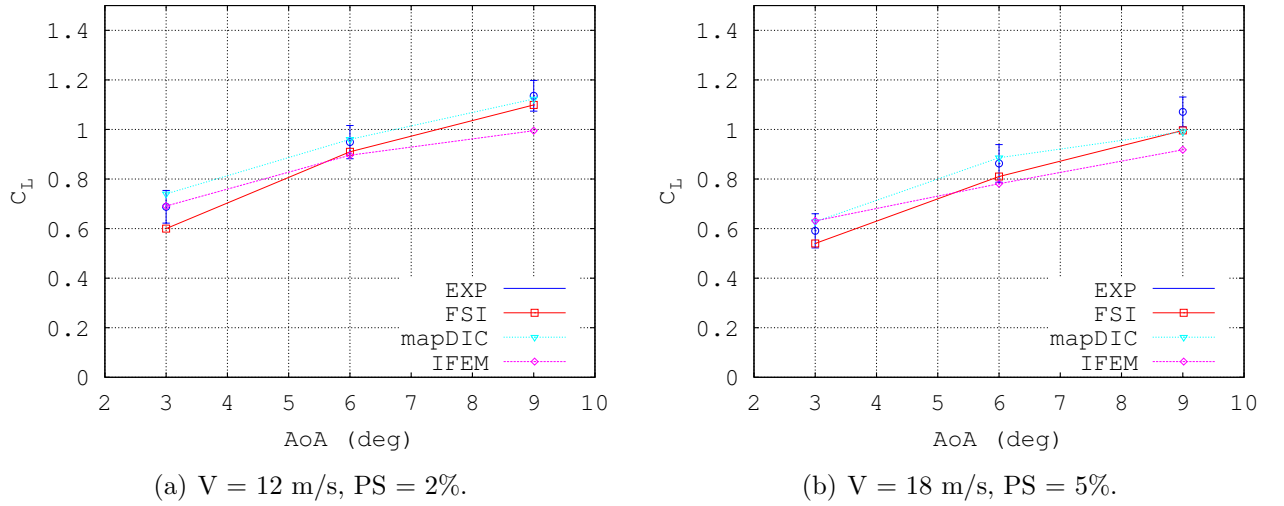 1.4
1.2
1
0.8
0.6
0.4
0.2
0
C_L
EXP
FSI
mapDIC
IFEM
2 3 4 5 6 7 8 9 10
AoA (deg)
(a) V = 12 m/s, PS = 2%.
1.4
1.2
1
0.8
0.6
0.4
0.2
0
C_L
EXP
FSI
mapDIC
IFEM
2 3 4 5 6 7 8 9 10
AoA (deg)
(b) V = 18 m/s, PS = 5%.